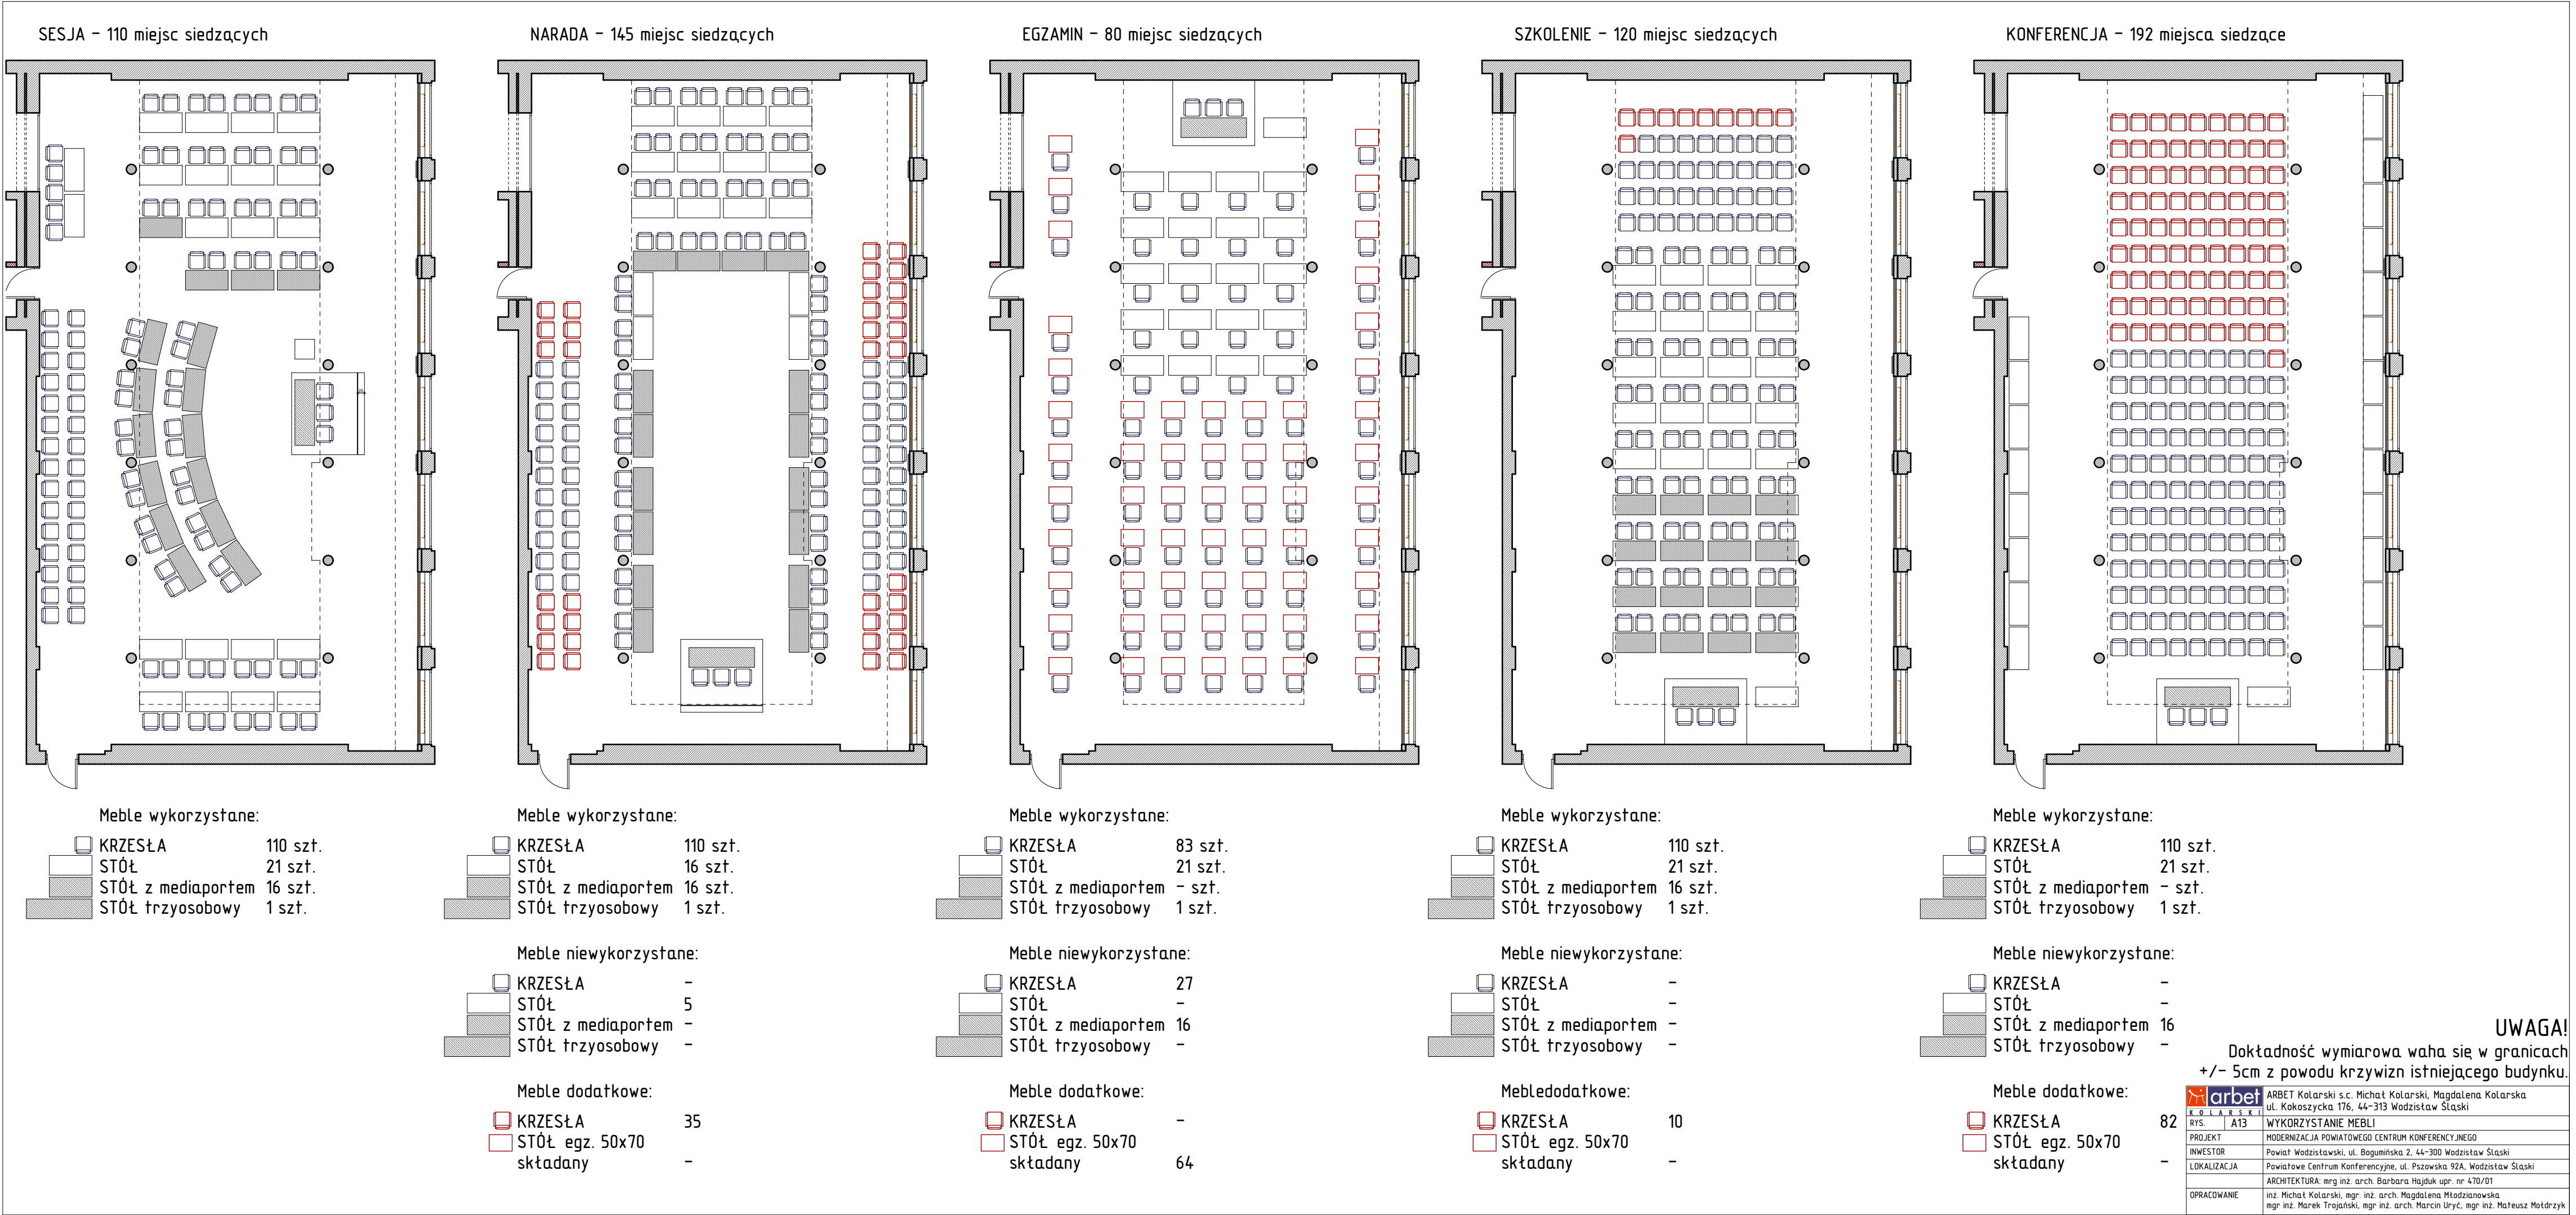 SESJA - 110 miejsc siedzących
NARADA - 145 miejsc siedzących
EGZAMIN - 80 miejsc siedzących
SZKOLENIE - 120 miejsc siedzących
KONFERENCJA - 192 miejsca siedzące
Meble wykorzystane:
KRZESŁA 110 szt.
STÓŁ 21 szt.
STÓŁ z mediaportem 16 szt.
STÓŁ trzyosobowy 1 szt.
Meble wykorzystane:
KRZESŁA 110 szt.
STÓŁ 16 szt.
STÓŁ z mediaportem 16 szt.
STÓŁ trzyosobowy 1 szt.
Meble niewykorzystane:
KRZESŁA -
STÓŁ 5
STÓŁ z mediaportem -
STÓŁ trzyosobowy -
Meble dodatkowe:
KRZESŁA 35
STÓŁ egz. 50x70
składany -
Meble wykorzystane:
KRZESŁA 83 szt.
STÓŁ 21 szt.
STÓŁ z mediaportem - szt.
STÓŁ trzyosobowy 1 szt.
Meble niewykorzystane:
KRZESŁA 27
STÓŁ -
STÓŁ z mediaportem 16
STÓŁ trzyosobowy -
Meble dodatkowe:
KRZESŁA -
STÓŁ egz. 50x70
składany 64
Meble wykorzystane:
KRZESŁA 110 szt.
STÓŁ 21 szt.
STÓŁ z mediaportem 16 szt.
STÓŁ trzyosobowy 1 szt.
Meble niewykorzystane:
KRZESŁA -
STÓŁ -
STÓŁ z mediaportem -
STÓŁ trzyosobowy -
Mebledodatkowe:
KRZESŁA 10
STÓŁ egz. 50x70
składany -
Meble wykorzystane:
KRZESŁA 110 szt.
STÓŁ 21 szt.
STÓŁ z mediaportem - szt.
STÓŁ trzyosobowy 1 szt.
Meble niewykorzystane:
KRZESŁA -
STÓŁ -
STÓŁ z mediaportem 16
STÓŁ trzyosobowy -
Meble dodatkowe:
KRZESŁA 82
STÓŁ egz. 50x70
składany -
UWAGA!
Dokładność wymiarowa waha się w granicach
+/- 5cm z powodu krzywizn istniejącego budynku.
arbet
KOLARSKI
ARBET Kolarski s.c. Michał Kolarski, Magdalena Kolarska
ul. Kokoszycka 176, 44-313 Wodzisław Śląski
RYS. A13 WYKORZYSTANIE MEBLI
PROJEKT MODERNIZACJA POWIATOWEGO CENTRUM KONFERENCYJNEGO
INWESTOR Powiat Wodzisławski, ul. Bogumińska 2, 44-300 Wodzisław Śląski
LOKALIZACJA Powiatowe Centrum Konferencyjne, ul. Pszowska 92A, Wodzisław Śląski
ARCHITEKTURA: mrg inż. arch. Barbara Hajduk upr. nr 470/01
OPRACOWANIE inż. Michał Kolarski, mgr. inż. arch. Magdalena Młodzianowska
mgr inż. Marek Trojański, mgr inż. arch. Marcin Uryć, mgr inż. Mateusz Mołdrzyk